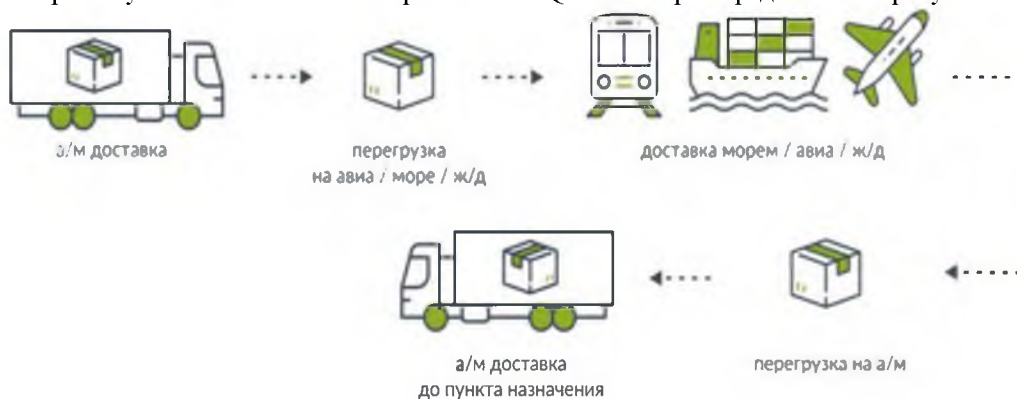 а/м доставка
перегрузка
на авиа / море / ж/д
доставка морем / авиа / ж/д
а/м доставка
до пункта назначения
перегрузка на а/м